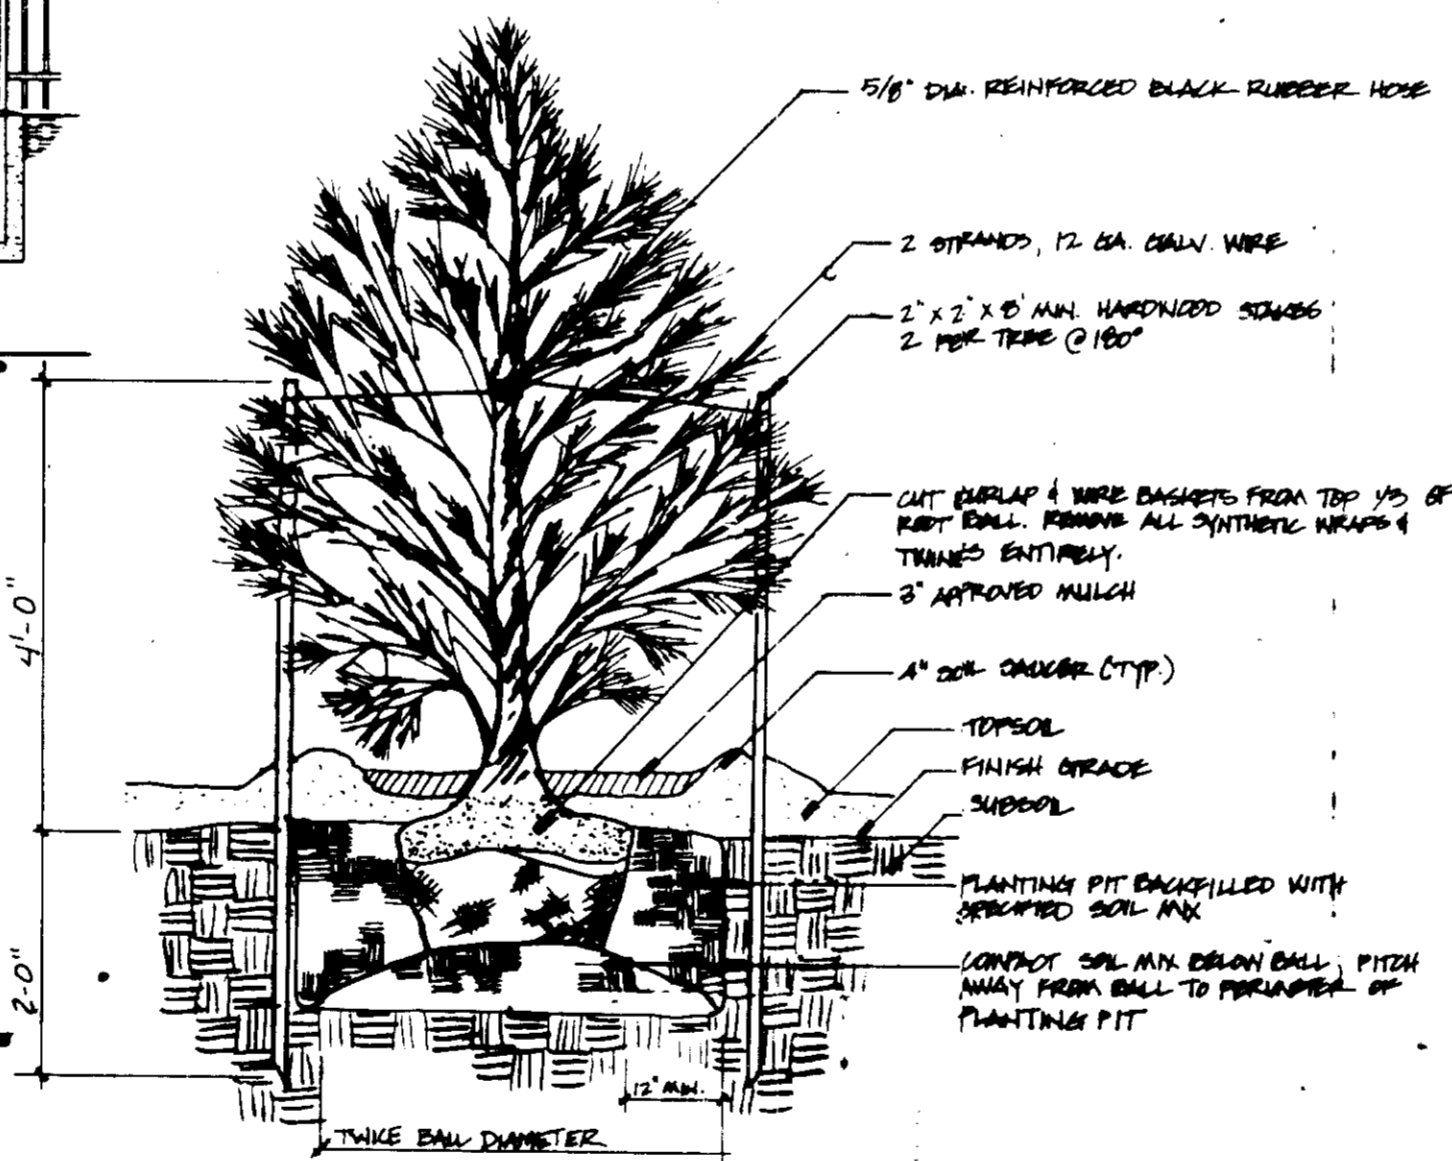 5/8" DIA. REINFORCED BLACK RUBBER HOSE
2 STRANDS, 12 GA. GALV. WIRE
2" x 2" x 8' MIN. HARDWOOD STAKES
2 PER TREE @ 180°
CUT BURLAP & WIRE BASKETS FROM TOP 1/3 OF
ROOT BALL. REMOVE ALL SYNTHETIC WRAPS &
TWINES ENTIRELY.
3" APPROVED MULCH
4" SOIL SAUCER (TYP.)
TOPSOIL
FINISH GRADE
SUBSOIL
PLANTING PIT BACKFILLED WITH
SPECIFIED SOIL MIX
COMPACT SOIL MIX BELOW BALL, PITCH
AWAY FROM BALL TO PERIMETER OF
PLANTING PIT
4'-0"
2'-0"
12" MIN.
TWICE BALL DIAMETER